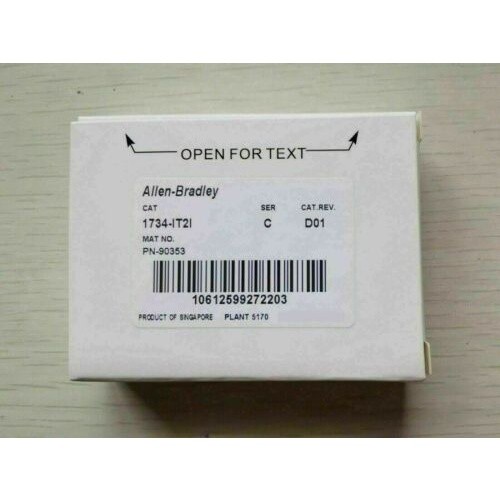 OPEN FOR TEXT
Allen-Bradley
CAT SER CAT.REV.
1734-IT2I C D01
MAT NO.
PN-90353
10612599272203
PRODUCT OF SINGAPORE PLANT 5170